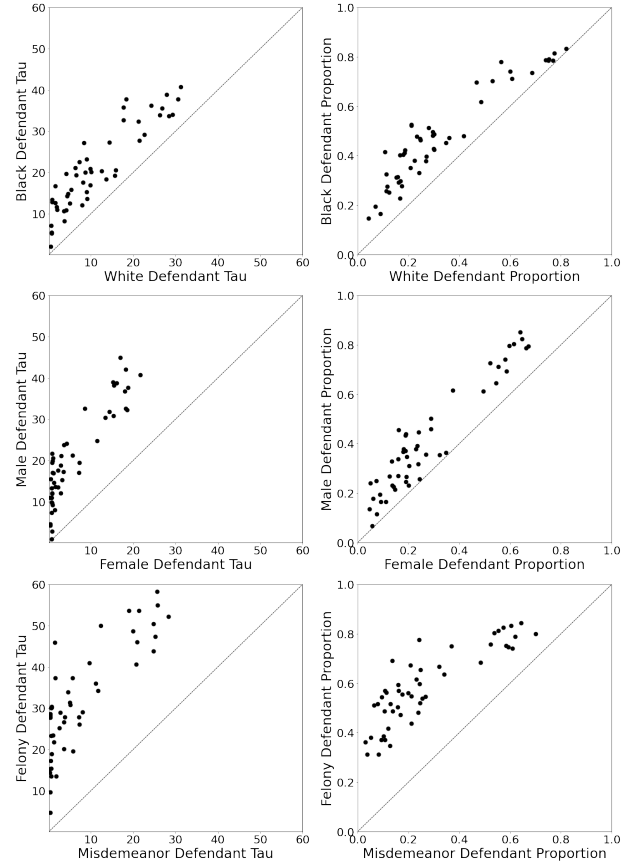 60
50
40
30
20
10
10 20 30 40 50 60
Black Defendant Tau
White Defendant Tau
1.0
0.8
0.6
0.4
0.2
0.0
0.0 0.2 0.4 0.6 0.8 1.0
Black Defendant Proportion
White Defendant Proportion
60
50
40
30
20
10
10 20 30 40 50 60
Male Defendant Tau
Female Defendant Tau
1.0
0.8
0.6
0.4
0.2
0.0
0.0 0.2 0.4 0.6 0.8 1.0
Male Defendant Proportion
Female Defendant Proportion
60
50
40
30
20
10
10 20 30 40 50 60
Felony Defendant Tau
Misdemeanor Defendant Tau
1.0
0.8
0.6
0.4
0.2
0.0
0.0 0.2 0.4 0.6 0.8 1.0
Felony Defendant Proportion
Misdemeanor Defendant Proportion